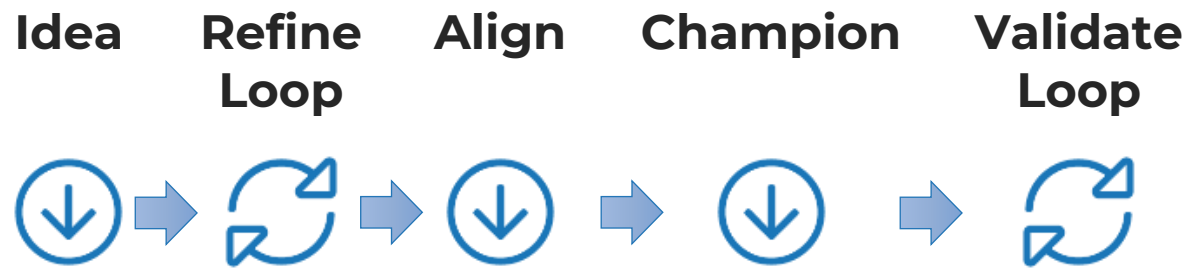 Idea
Refine
Loop
Align
Champion
Validate
Loop